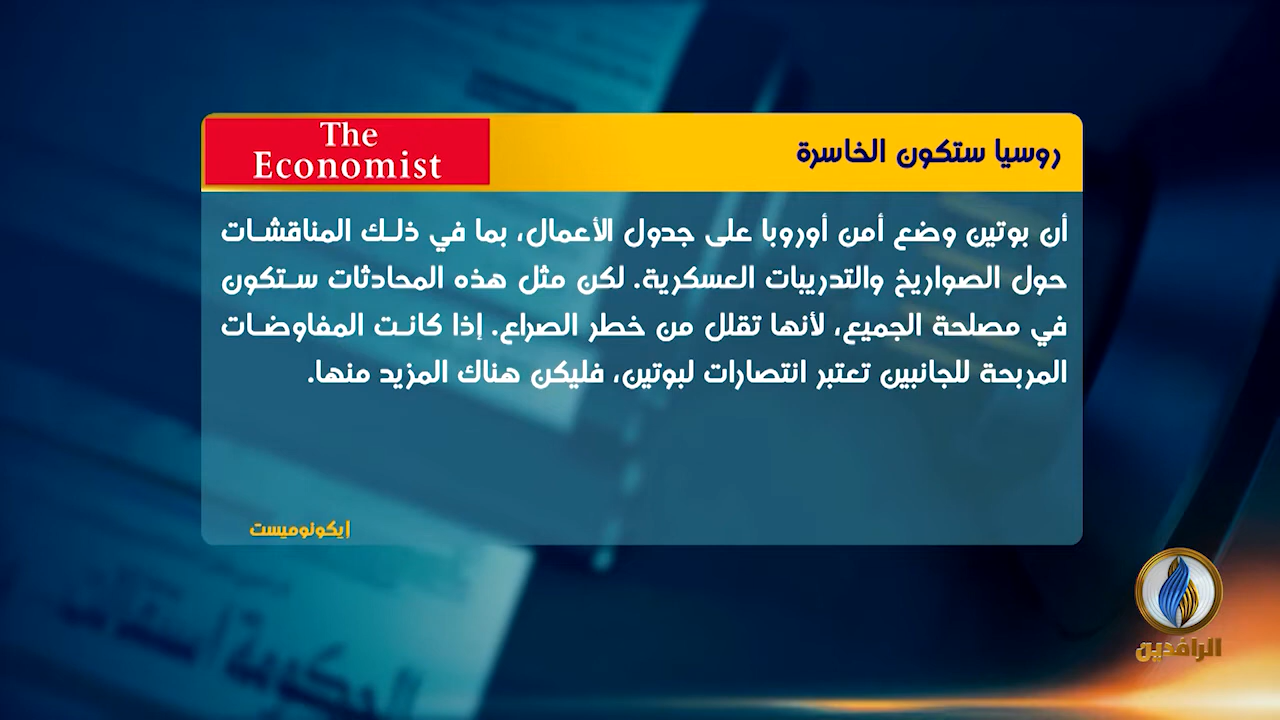 The
Economist
روسيا ستكون الخاسرة
أن بوتين وضع أمن أوروبا على جدول الأعمال، بما في ذلك المناقشات
حول الصواريخ والتدريبات العسكرية. لكن مثل هذه المحادثات ستكون
في مصلحة الجميع، لأنها تقلل من خطر الصراع. إذا كانت المفاوضات
المربحة للجانبين تعتبر انتصارات لبوتين، فليكن هناك المزيد منها.
إيكونوميست
الرافدين
الحكومة